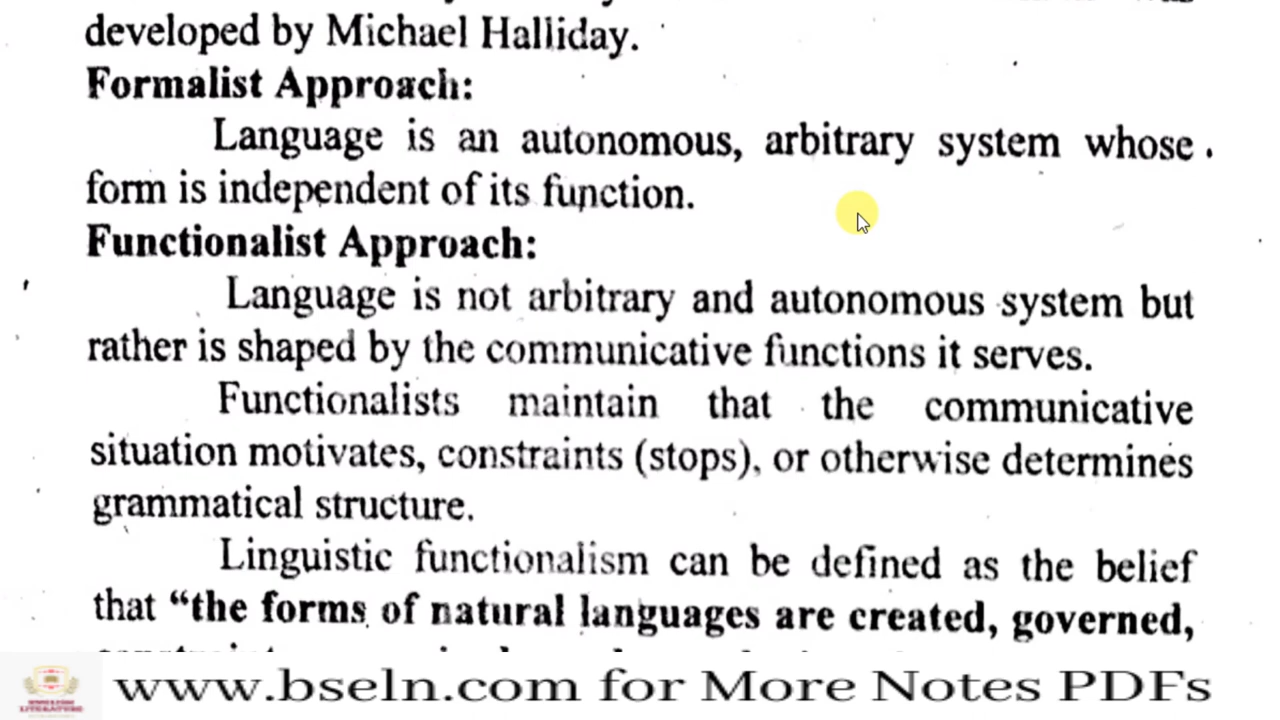 developed by Michael Halliday.
Formalist Approach:
Language is an autonomous, arbitrary system whose
form is independent of its function.
Functionalist Approach:
Language is not arbitrary and autonomous system but
rather is shaped by the communicative functions it serves.
Functionalists maintain that the communicative
situation motivates, constraints (stops), or otherwise determines
grammatical structure.
Linguistic functionalism can be defined as the belief
that “the forms of natural languages are created, governed,
www.bseln.com for More Notes PDFs